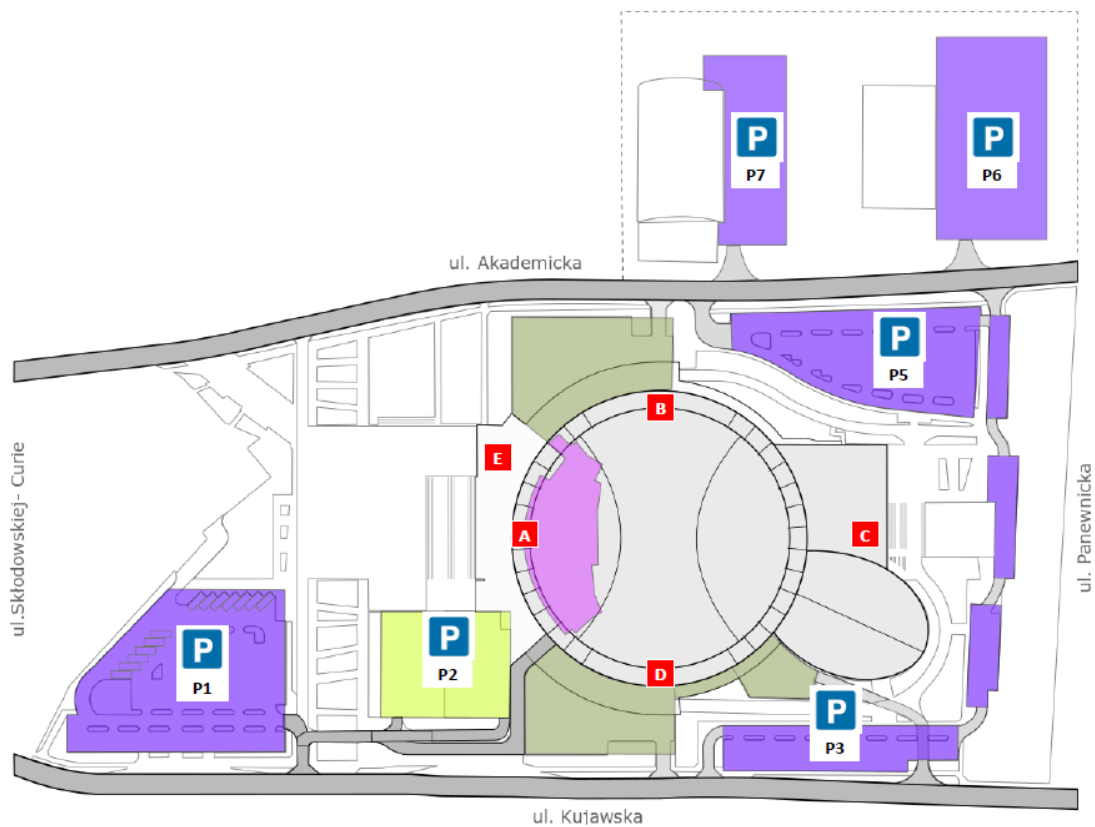 P
P7
P
P6
ul. Akademicka
P
P5
B
E
A
C
ul.Skłodowskiej- Curie
ul. Panewnicka
P
P1
P
P2
D
P
P3
ul. Kujawska